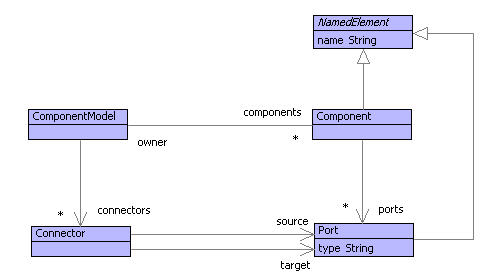 NamedElement
name String
ComponentModel
components
Component
owner
*
*
connectors
*
ports
Connector
source
Port
type String
target